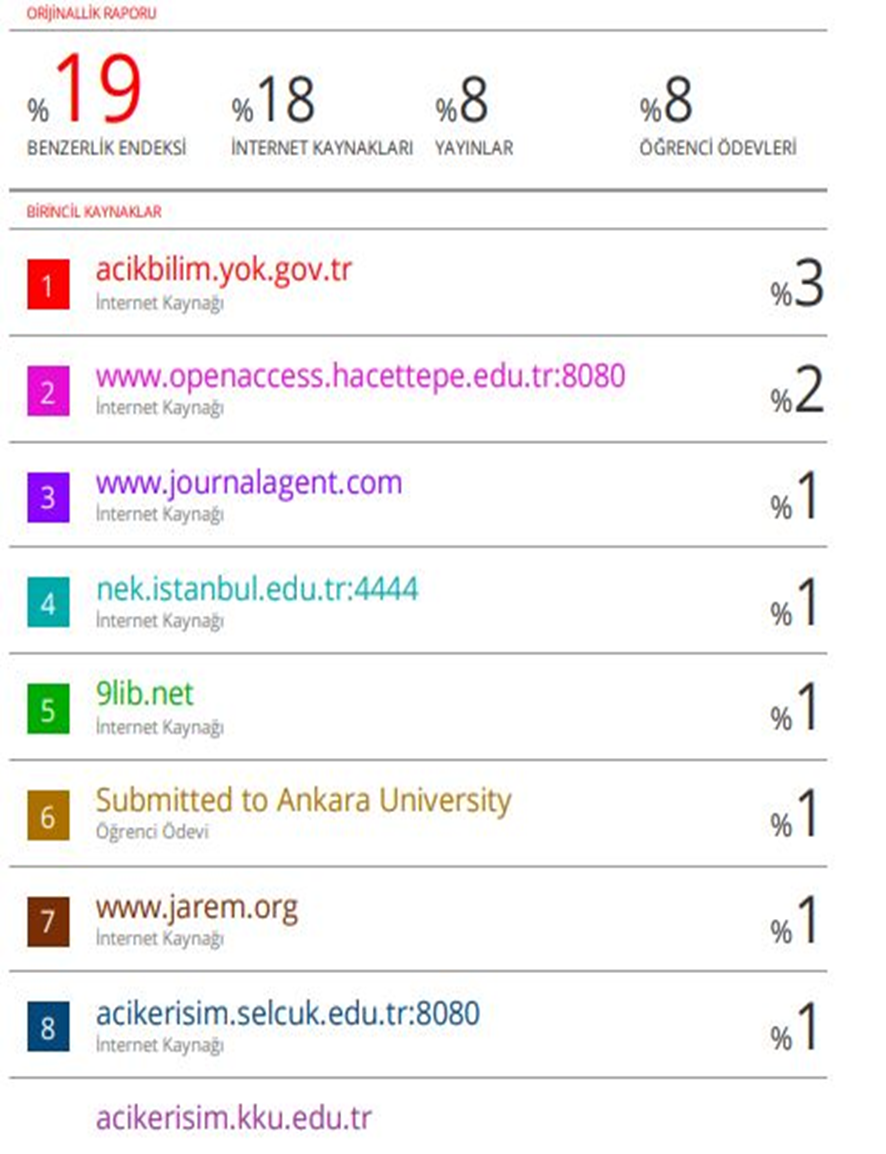 ORİJİNALLİK RAPORU
%19 %18 %8 %8
BENZERLİK ENDEKSİ İNTERNET KAYNAKLARI YAYINLAR ÖĞRENCİ ÖDEVLERİ
BİRİNCİL KAYNAKLAR
1 acikbilim.yok.gov.tr %3
İnternet Kaynağı
2 www.openaccess.hacettepe.edu.tr:8080 %2
İnternet Kaynağı
3 www.journalagent.com %1
İnternet Kaynağı
4 nek.istanbul.edu.tr:4444 %1
İnternet Kaynağı
5 9lib.net %1
İnternet Kaynağı
6 Submitted to Ankara University %1
Öğrenci Ödevi
7 www.jarem.org %1
İnternet Kaynağı
8 acikerisim.selcuk.edu.tr:8080 %1
İnternet Kaynağı
acikerisim.kku.edu.tr